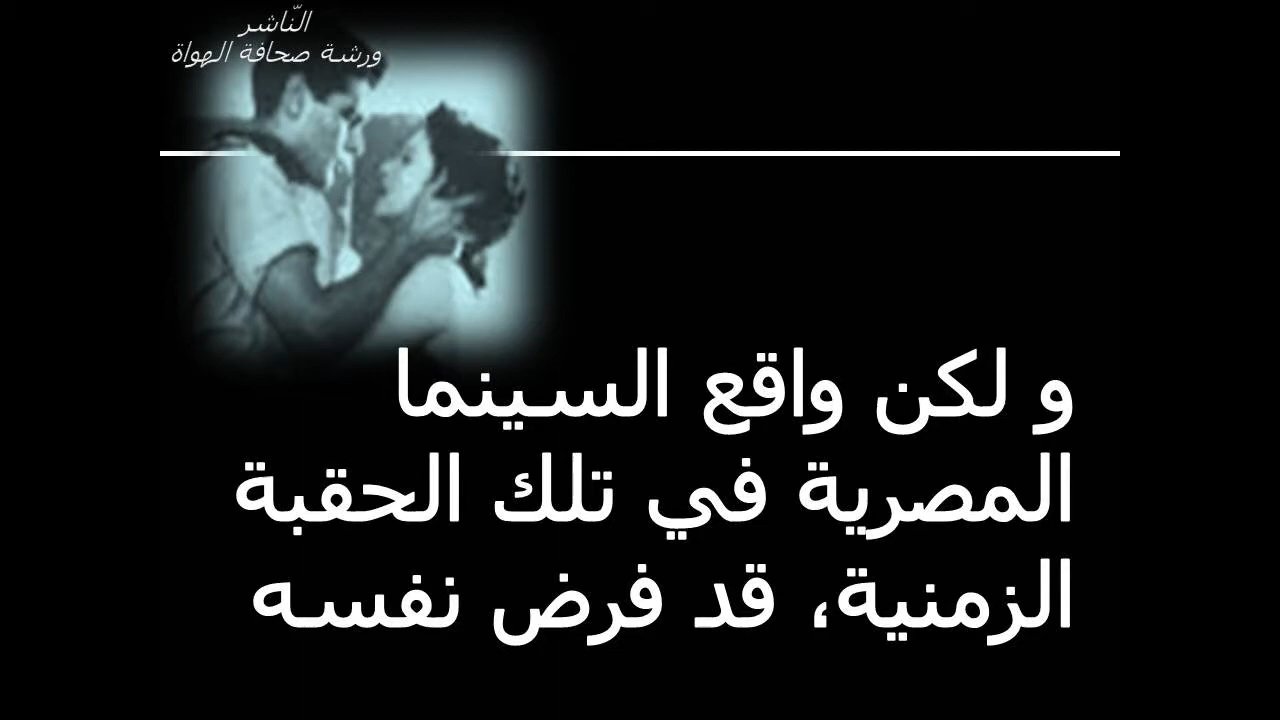 النّاشر
ورشة صحافة الهواة
و لكن واقع السينما
المصرية في تلك الحقبة
الزمنية، قد فرض نفسه